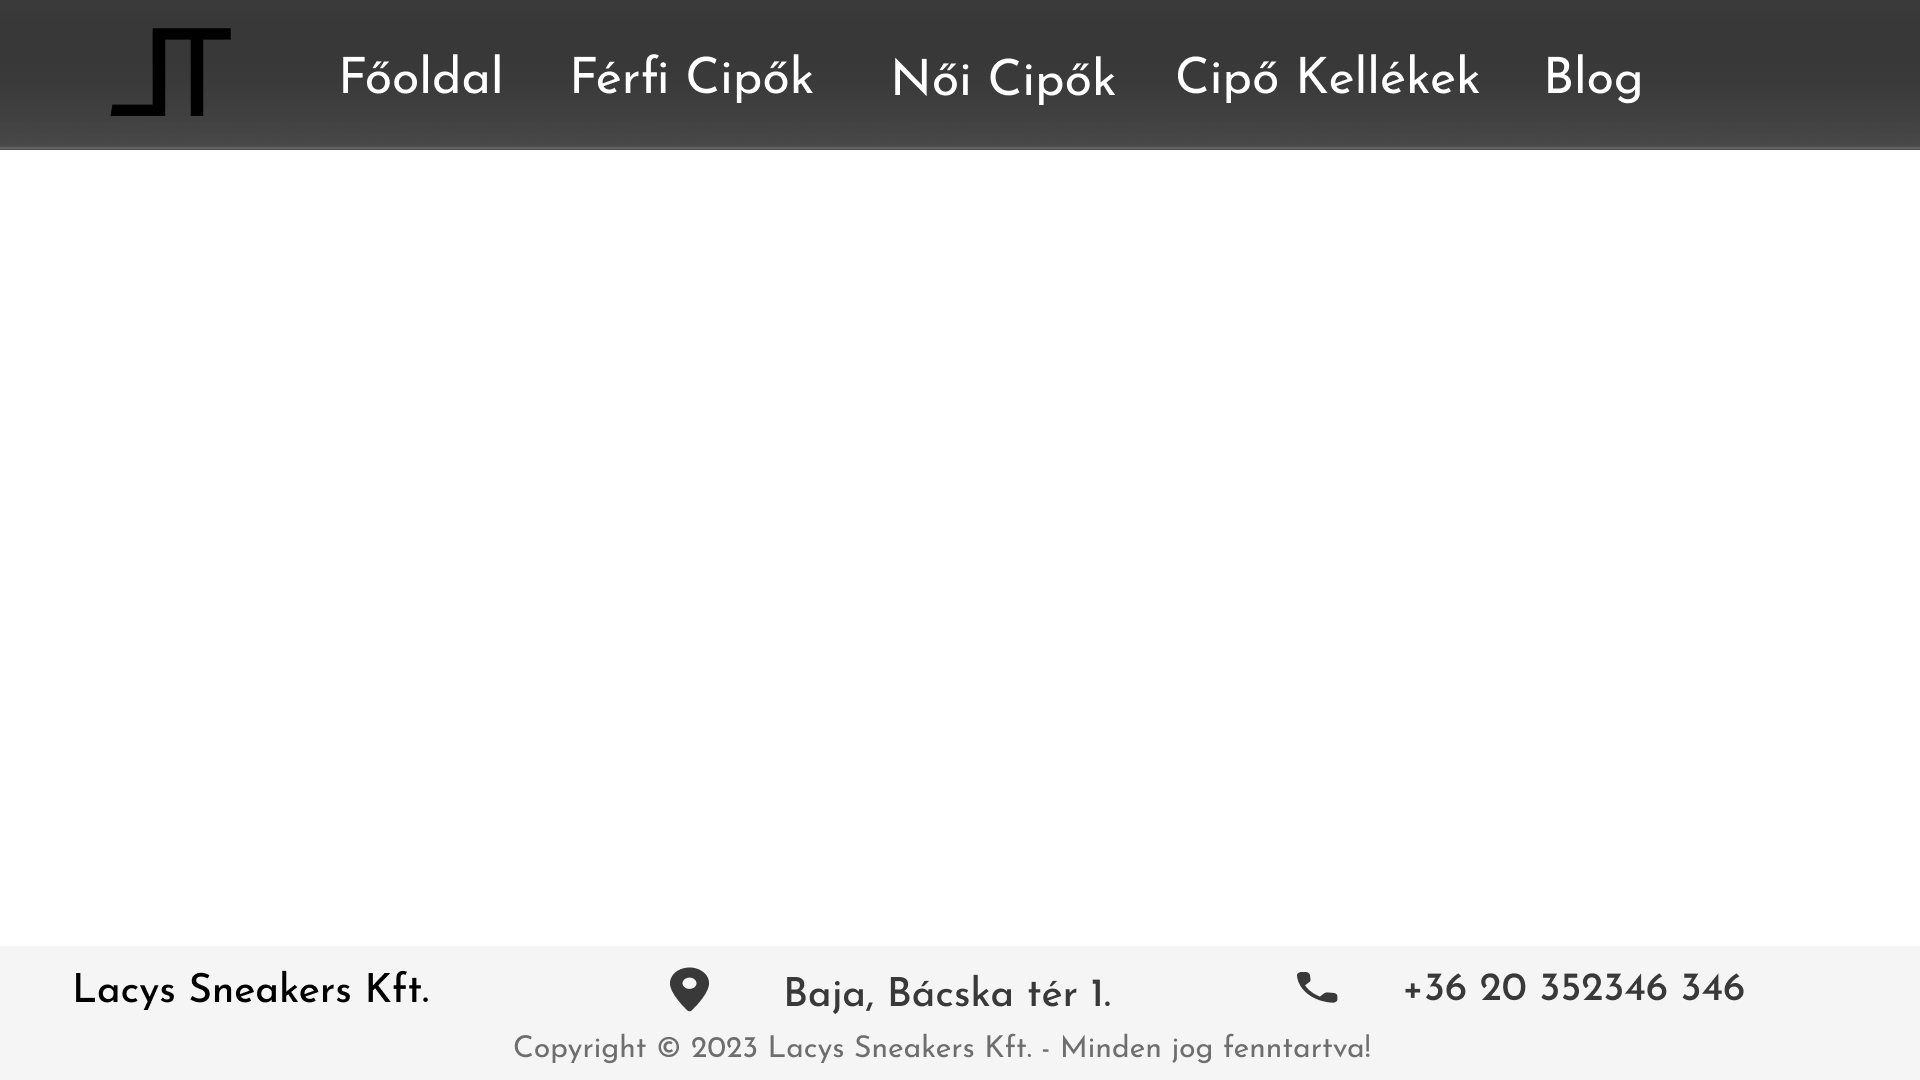 Főoldal Férfi Cipők Női Cipők Cipő Kellékek Blog
Lacys Sneakers Kft. Baja, Bácska tér 1. +36 20 352346 346
Copyright © 2023 Lacys Sneakers Kft. - Minden jog fenntartva!